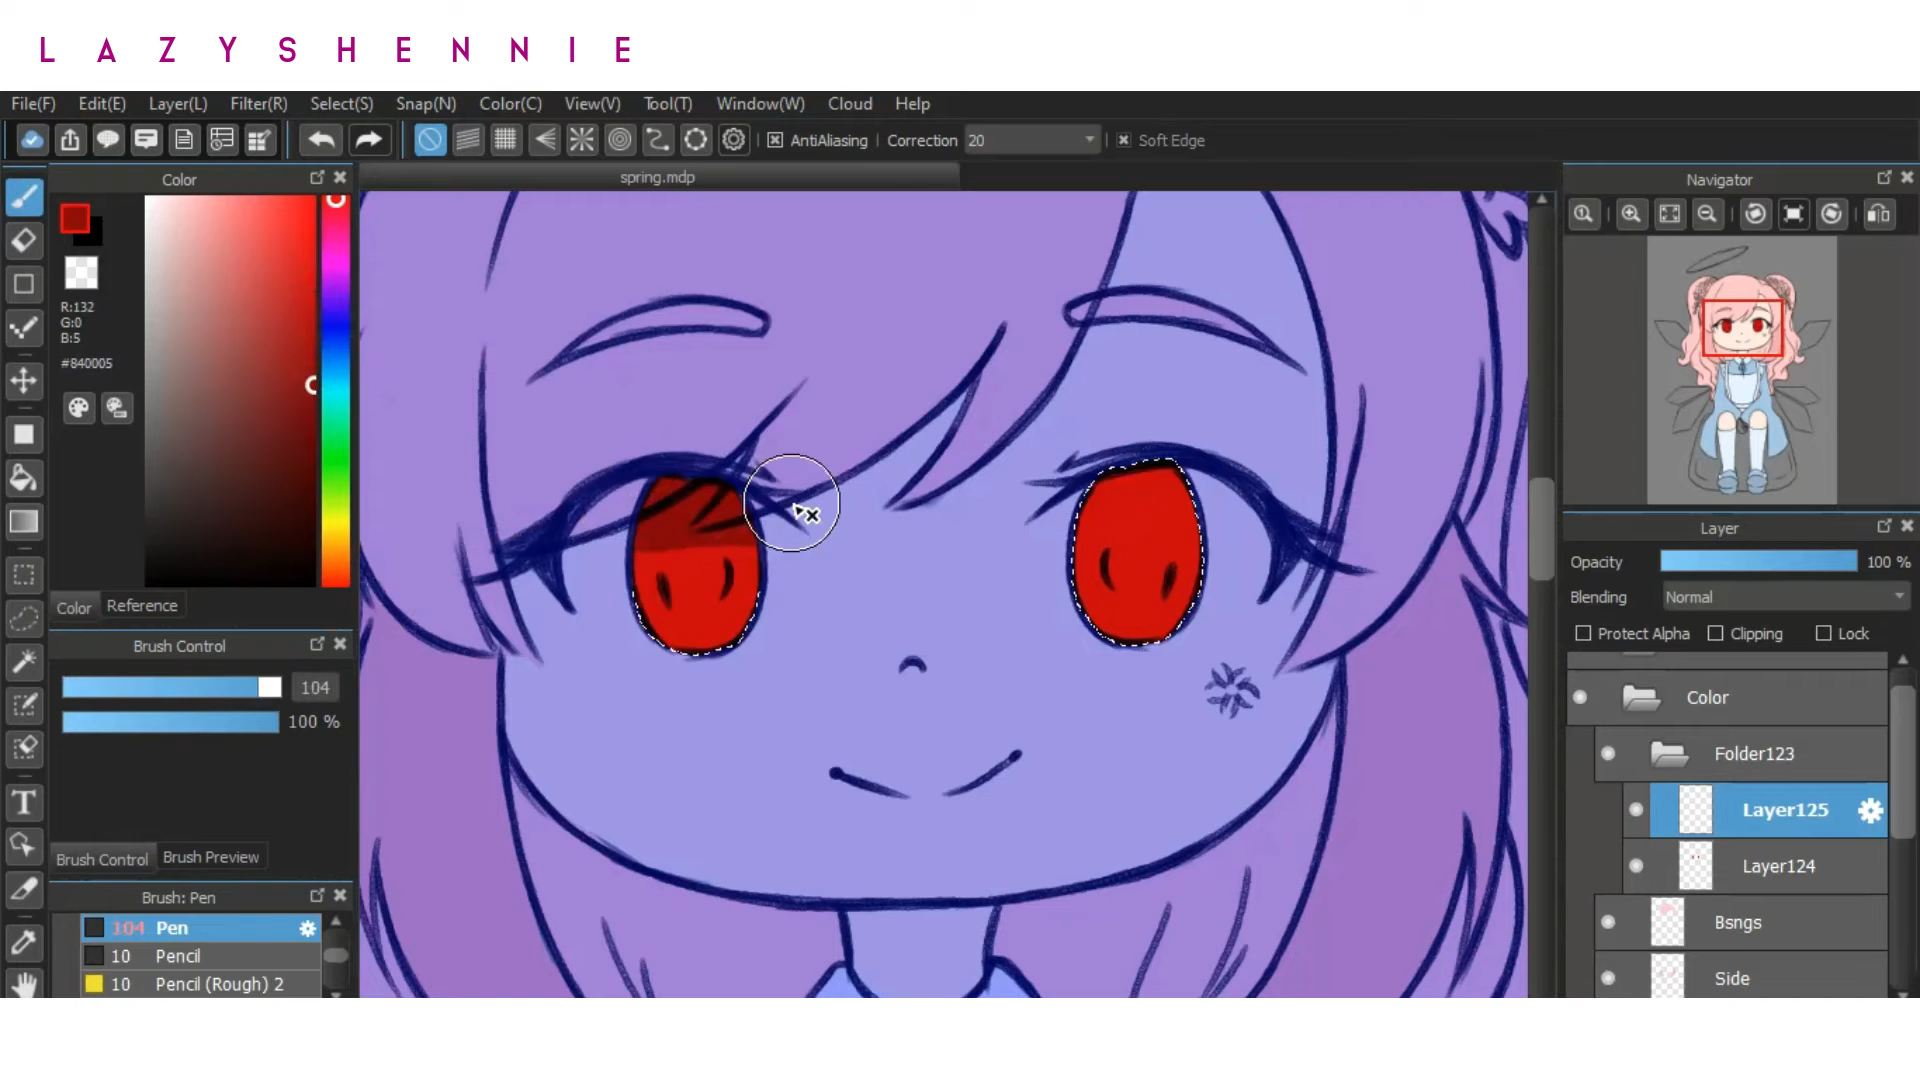 LAZYSHENNIE
File(F) Edit(E) Layer(L) Filter(R) Select(S) Snap(N) Color(C) View(V) Tool(T) Window(W) Cloud Help
AntiAliasing Correction 20 Soft Edge
Color
spring.mdp
Navigator
R:132
G:0
B:5
#840005
Color Reference
Brush Control
104
100 %
Brush Control Brush Preview
Brush: Pen
104 Pen
10 Pencil
10 Pencil (Rough) 2
T
Layer
Opacity 100 %
Blending Normal
Protect Alpha Clipping Lock
Color
Folder123
Layer125
Layer124
Bsngs
Side